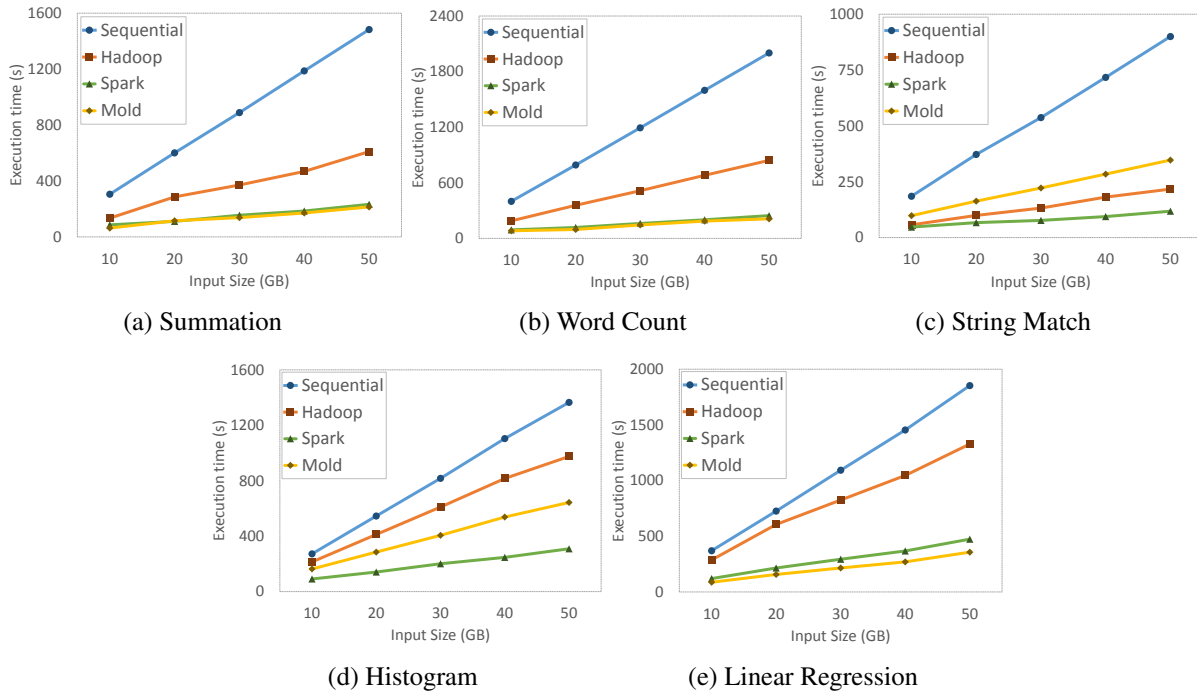 1600
1200
800
400
0
Execution time (s)
Sequential
Hadoop
Spark
Mold
10 20 30 40 50
Input Size (GB)
(a) Summation
2400
1800
1200
600
0
Execution time (s)
Sequential
Hadoop
Spark
Mold
10 20 30 40 50
Input Size (GB)
(b) Word Count
1000
750
500
250
0
Execution time (s)
Sequential
Hadoop
Spark
Mold
10 20 30 40 50
Input Size (GB)
(c) String Match
1600
1200
800
400
0
Execution time (s)
Sequential
Hadoop
Spark
Mold
10 20 30 40 50
Input Size (GB)
(d) Histogram
2000
1500
1000
500
0
Execution time (s)
Sequential
Hadoop
Spark
Mold
10 20 30 40 50
Input Size (GB)
(e) Linear Regression